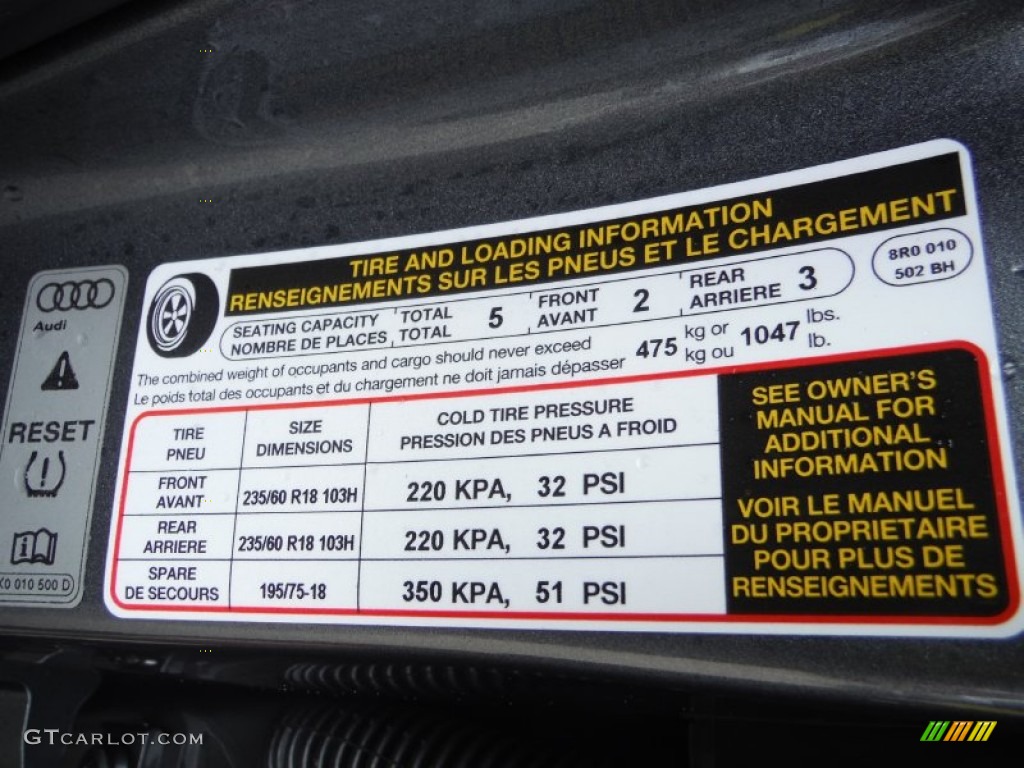 TIRE AND LOADING INFORMATION
RENSEIGNEMENTS SUR LES PNEUS ET LE CHARGEMENT
SEATING CAPACITY TOTAL 5 FRONT 2 REAR 3
NOMBRE DE PLACES TOTAL AVANT ARRIERE
8R0 010
502 BH
The combined weight of occupants and cargo should never exceed 475 kg or 1047 lbs.
Le poids total des occupants et du chargement ne doit jamais dépasser kg ou lb.
TIRE SIZE COLD TIRE PRESSURE
PNEU DIMENSIONS PRESSION DES PNEUS A FROID
FRONT
AVANT 235/60 R18 103H 220 KPA, 32 PSI
REAR
ARRIERE 235/60 R18 103H 220 KPA, 32 PSI
SPARE
DE SECOURS 195/75-18 350 KPA, 51 PSI
SEE OWNER'S
MANUAL FOR
ADDITIONAL
INFORMATION
VOIR LE MANUEL
DU PROPRIETAIRE
POUR PLUS DE
RENSEIGNEMENTS
Audi
RESET
010 500 D
GTCARLOT.COM